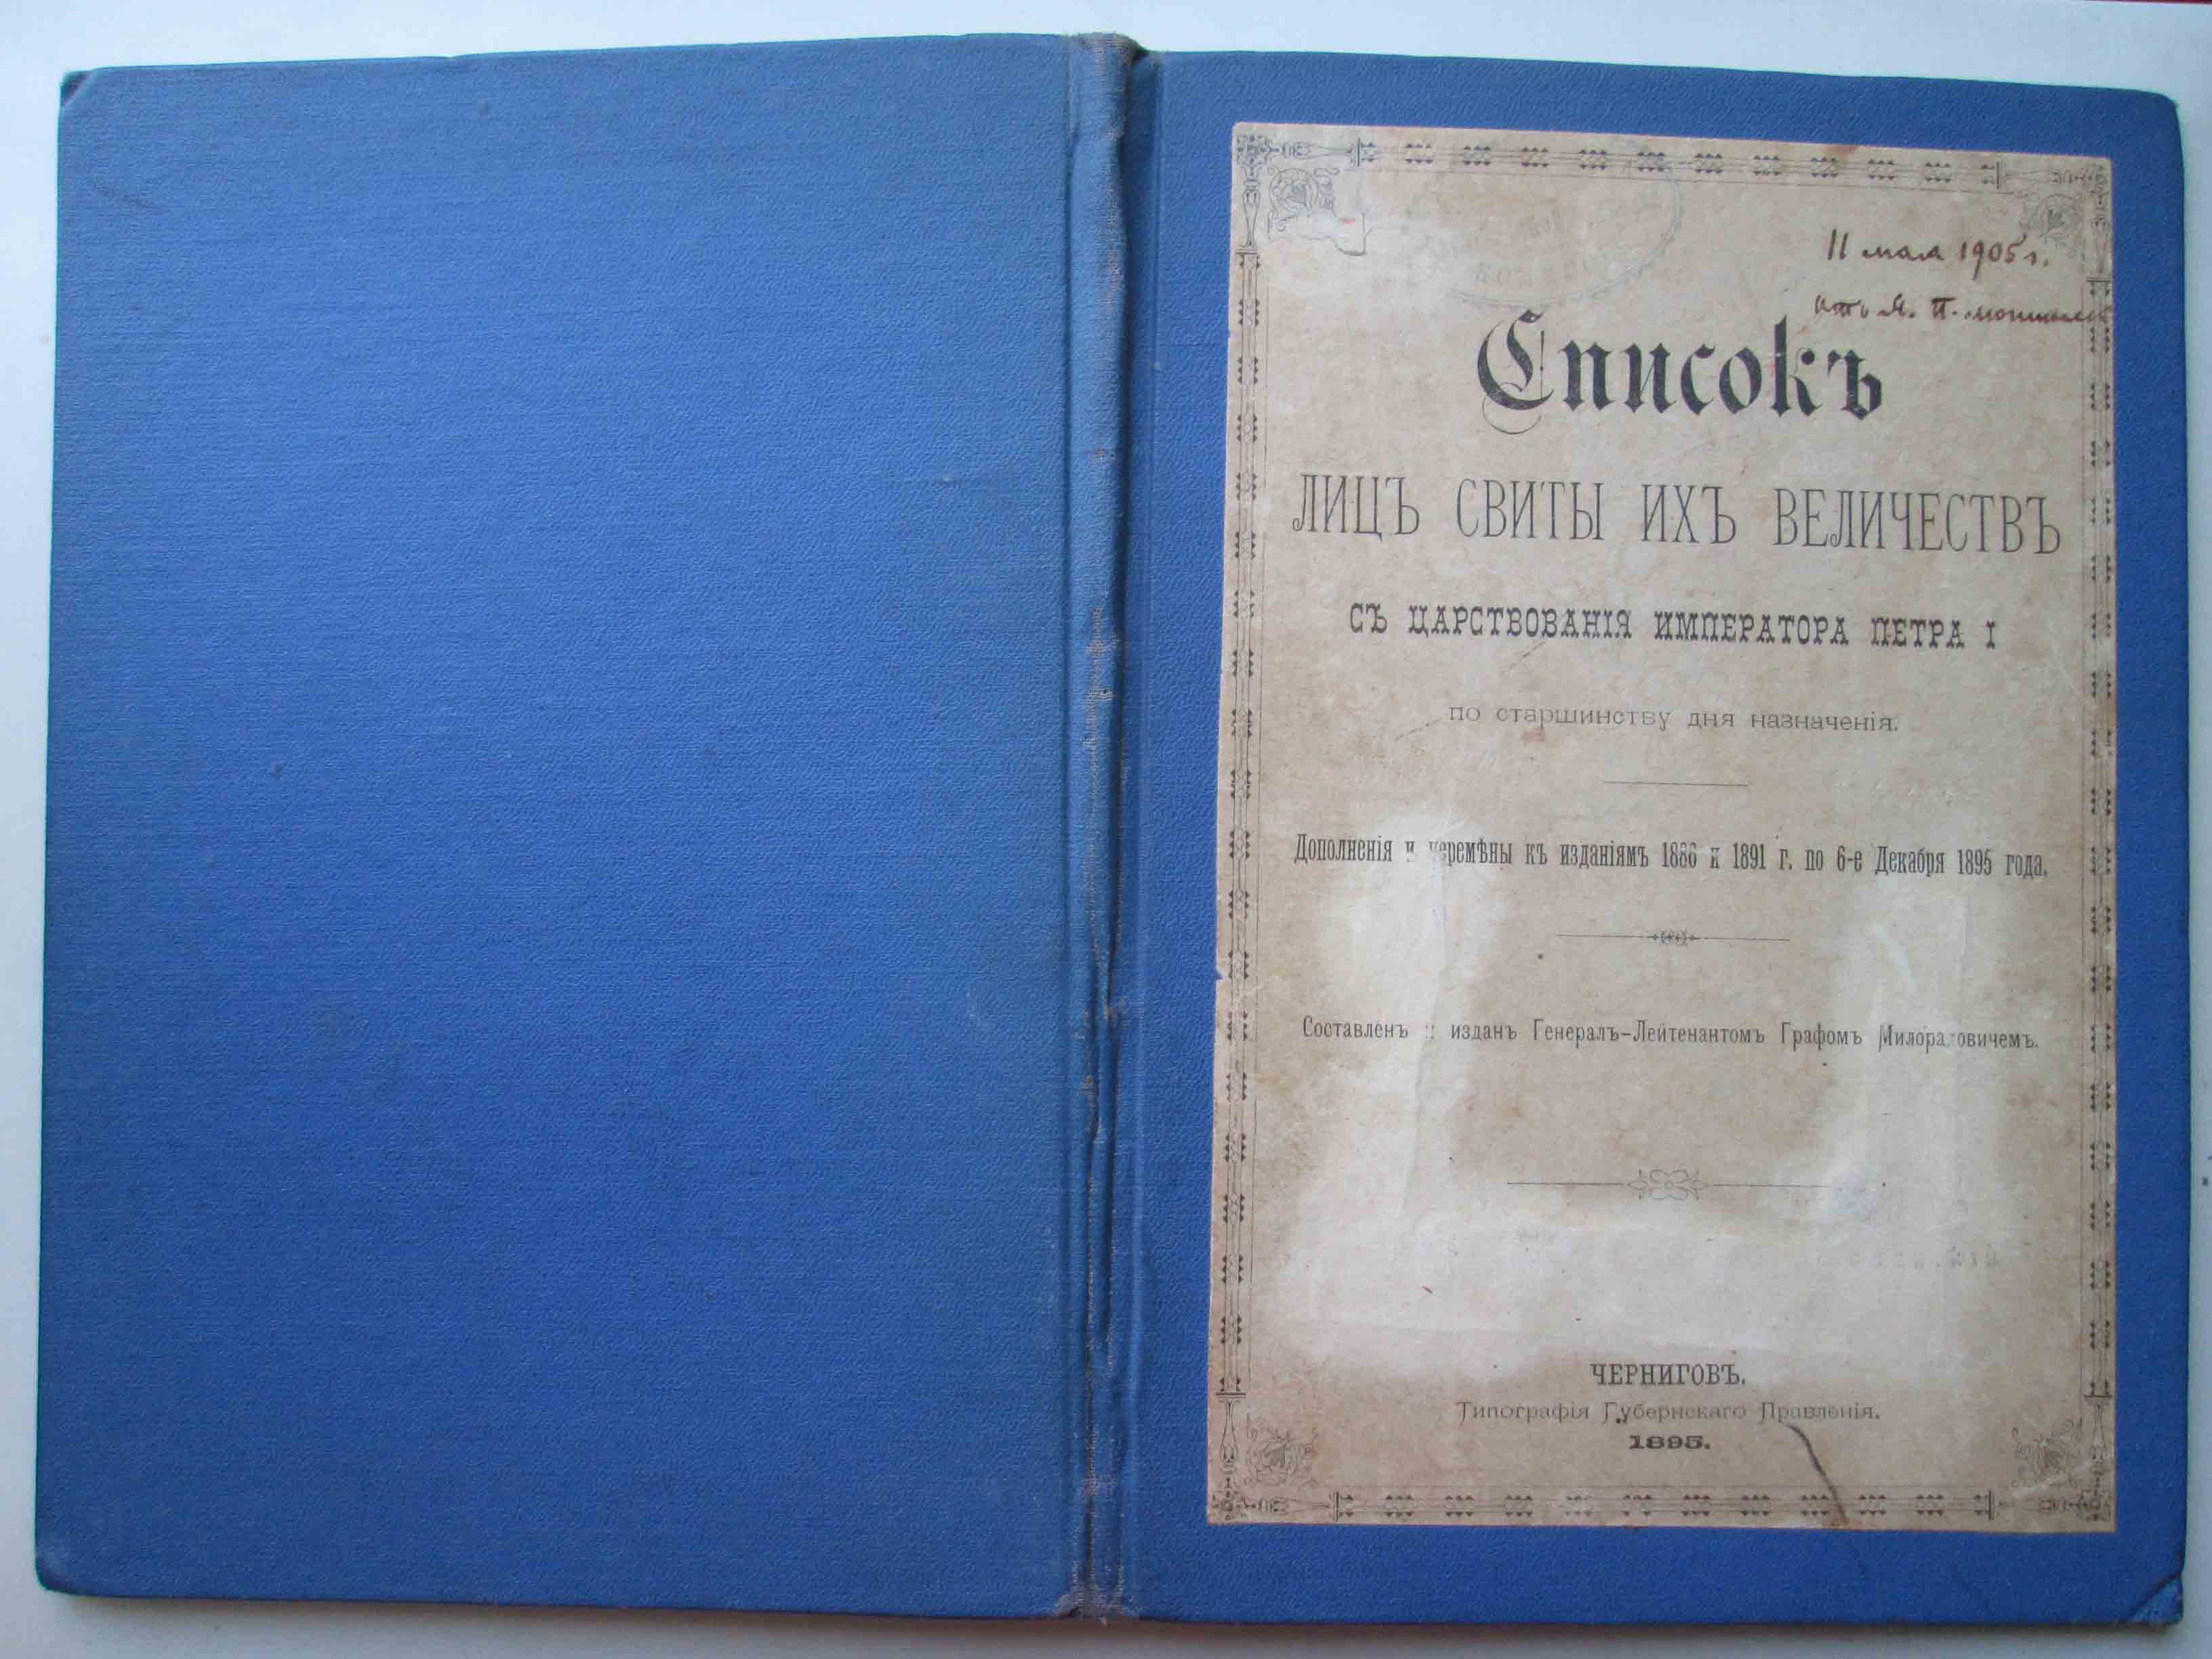 11 мая 1905 г.
отъ Я. П.
Списокъ
ЛИЦЪ СВИТЫ ИХЪ ВЕЛИЧЕСТВЪ
СЪ ЦАРСТВОВАНІЯ ИМПЕРАТОРА ПЕТРА I
по старшинству дня назначенія.
Дополненія и перемѣны къ изданіямъ 1886 и 1891 г. по 6-е Декабря 1895 года.
Составленъ и изданъ Генералъ-Лейтенантомъ Графомъ Милорадовичемъ.
ЧЕРНИГОВЪ.
Типографія Губернскаго Правленія.
1895.